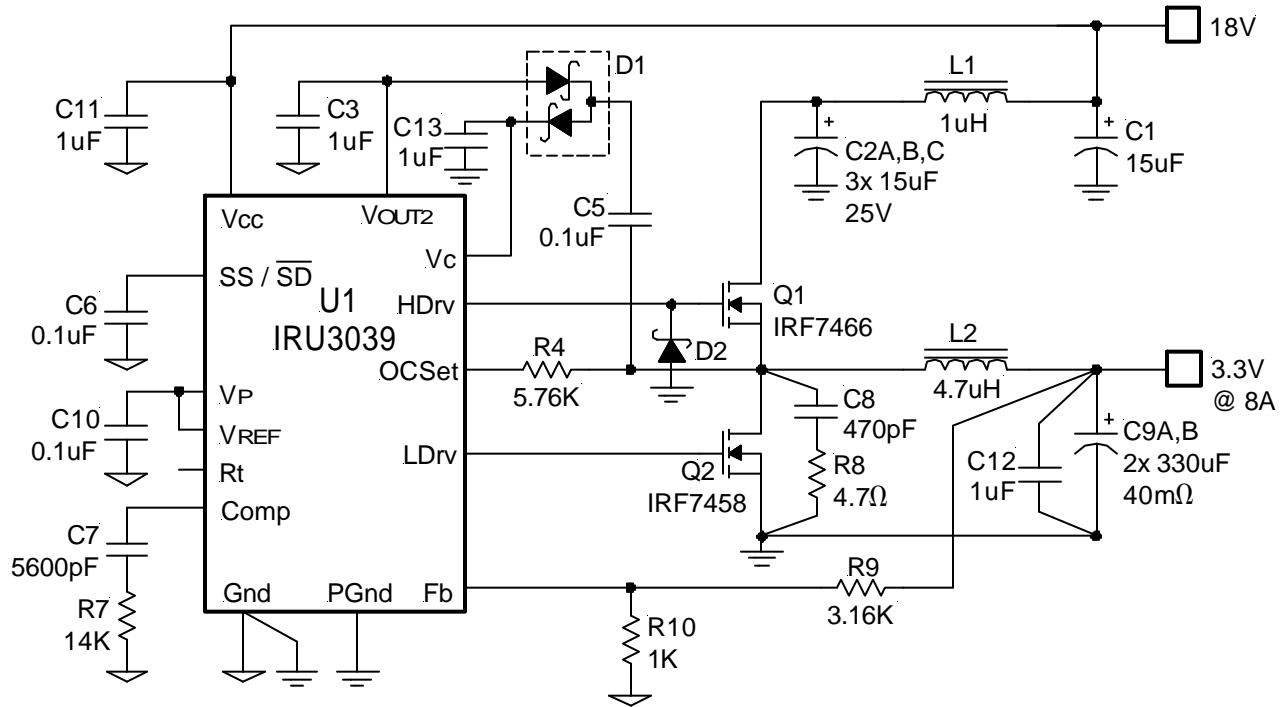 18V
D1
L1
1uH
C11
1uF
C3
1uF
C13
1uF
C1
15uF
C2A,B,C
3x 15uF
25V
C5
0.1uF
Vcc
VOUT2
Vc
SS / SD
U1
IRU3039
HDrv
Q1
IRF7466
C6
0.1uF
D2
L2
4.7uH
OCSet
R4
5.76K
3.3V
@ 8A
VP
C10
0.1uF
VREF
C8
470pF
C9A,B
2x 330uF
40mΩ
LDrv
Q2
IRF7458
R8
4.7Ω
C12
1uF
Rt
Comp
C7
5600pF
R7
14K
Gnd
PGnd
Fb
R9
3.16K
R10
1K